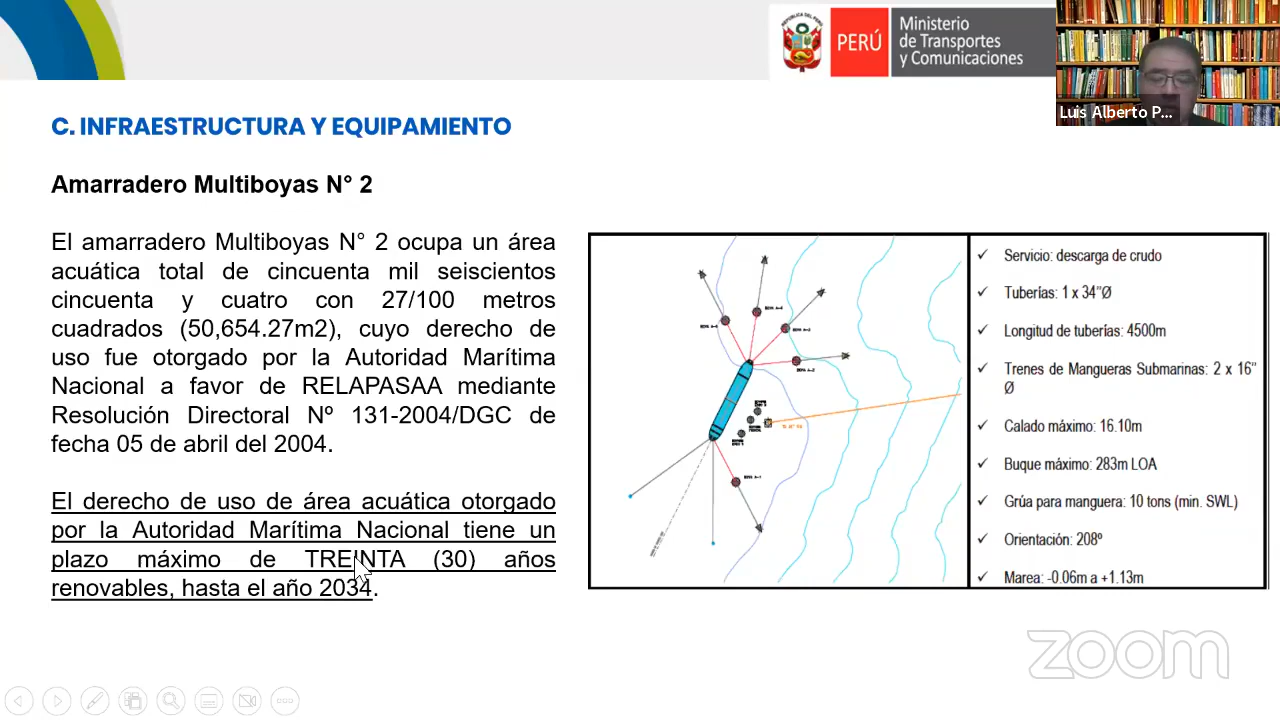 PERÚ
Ministerio
de Transportes
y Comunicaciones
Luis Alberto P...
C. INFRAESTRUCTURA Y EQUIPAMIENTO
Amarradero Multiboyas N° 2
El amarradero Multiboyas N° 2 ocupa un área
acuática total de cincuenta mil seiscientos
cincuenta y cuatro con 27/100 metros
cuadrados (50,654.27m2), cuyo derecho de
uso fue otorgado por la Autoridad Marítima
Nacional a favor de RELAPASAA mediante
Resolución Directoral Nº 131-2004/DGC de
fecha 05 de abril del 2004.
El derecho de uso de área acuática otorgado
por la Autoridad Marítima Nacional tiene un
plazo máximo de TREINTA (30) años
renovables, hasta el año 2034.
✓ Servicio: descarga de crudo
✓ Tuberías: 1 x 34"Ø
✓ Longitud de tuberías: 4500m
✓ Trenes de Mangueras Submarinas: 2 x 16"
Ø
✓ Calado máximo: 16.10m
✓ Buque máximo: 283m LOA
✓ Grúa para manguera: 10 tons (min. SWL)
✓ Orientación: 208º
✓ Marea: -0.06m a +1.13m
zoom